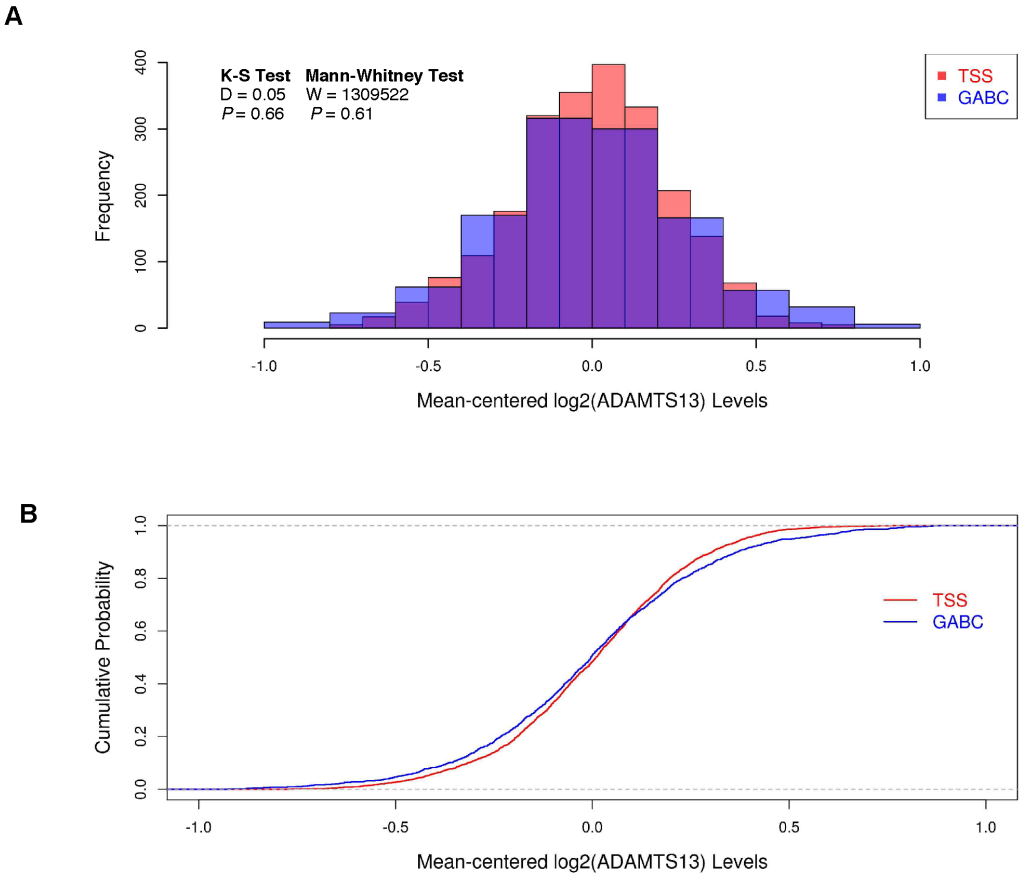 A
K-S Test Mann-Whitney Test
D = 0.05 W = 1309522
P = 0.66 P = 0.61
TSS
GABC
400
300
200
100
0
Frequency
-1.0 -0.5 0.0 0.5 1.0
Mean-centered log2(ADAMTS13) Levels
B
1.0
0.8
0.6
0.4
0.2
0.0
Cumulative Probability
TSS
GABC
-1.0 -0.5 0.0 0.5 1.0
Mean-centered log2(ADAMTS13) Levels